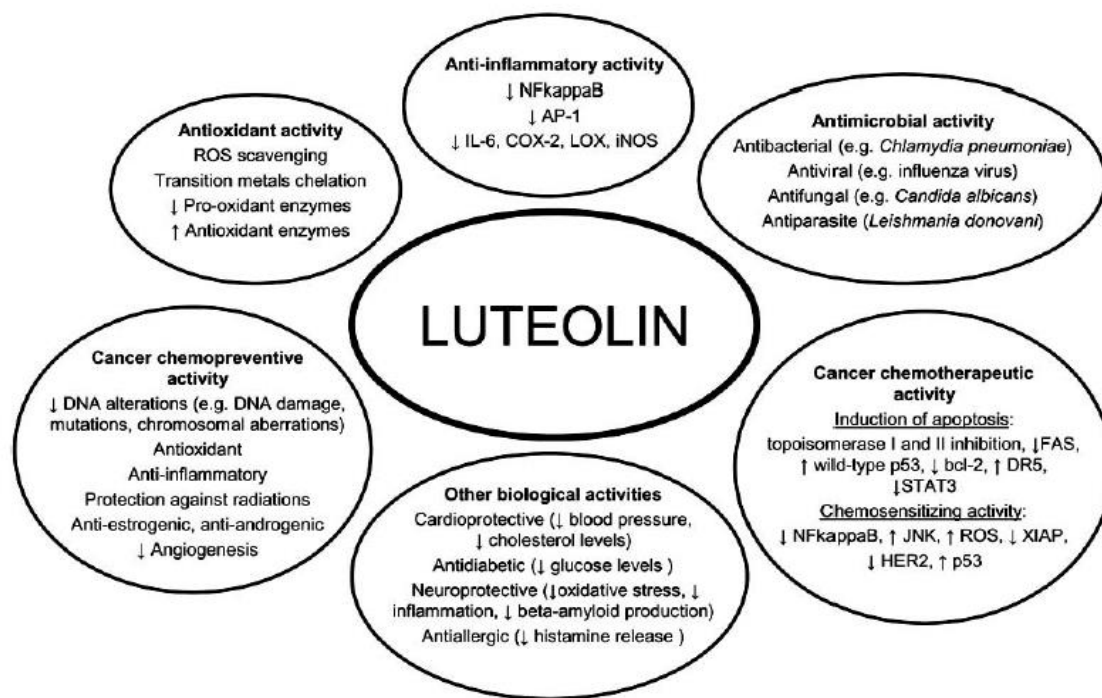 Anti-inflammatory activity
↓ NFkappaB
↓ AP-1
↓ IL-6, COX-2, LOX, iNOS
Antioxidant activity
ROS scavenging
Transition metals chelation
↓ Pro-oxidant enzymes
↑ Antioxidant enzymes
Antimicrobial activity
Antibacterial (e.g. Chlamydia pneumoniae)
Antiviral (e.g. influenza virus)
Antifungal (e.g. Candida albicans)
Antiparasite (Leishmania donovani)
LUTEOLIN
Cancer chemopreventive
activity
↓ DNA alterations (e.g. DNA damage,
mutations, chromosomal aberrations)
Antioxidant
Anti-inflammatory
Protection against radiations
Anti-estrogenic, anti-androgenic
↓ Angiogenesis
Cancer chemotherapeutic
activity
Induction of apoptosis:
topoisomerase I and II inhibition, ↓FAS,
↑ wild-type p53, ↓ bcl-2, ↑ DR5,
↓STAT3
Chemosensitizing activity:
↓ NFkappaB, ↑ JNK, ↑ ROS, ↓ XIAP,
↓ HER2, ↑ p53
Other biological activities
Cardioprotective (↓ blood pressure,
↓ cholesterol levels)
Antidiabetic (↓ glucose levels )
Neuroprotective (↓oxidative stress, ↓
inflammation, ↓ beta-amyloid production)
Antiallergic (↓ histamine release )